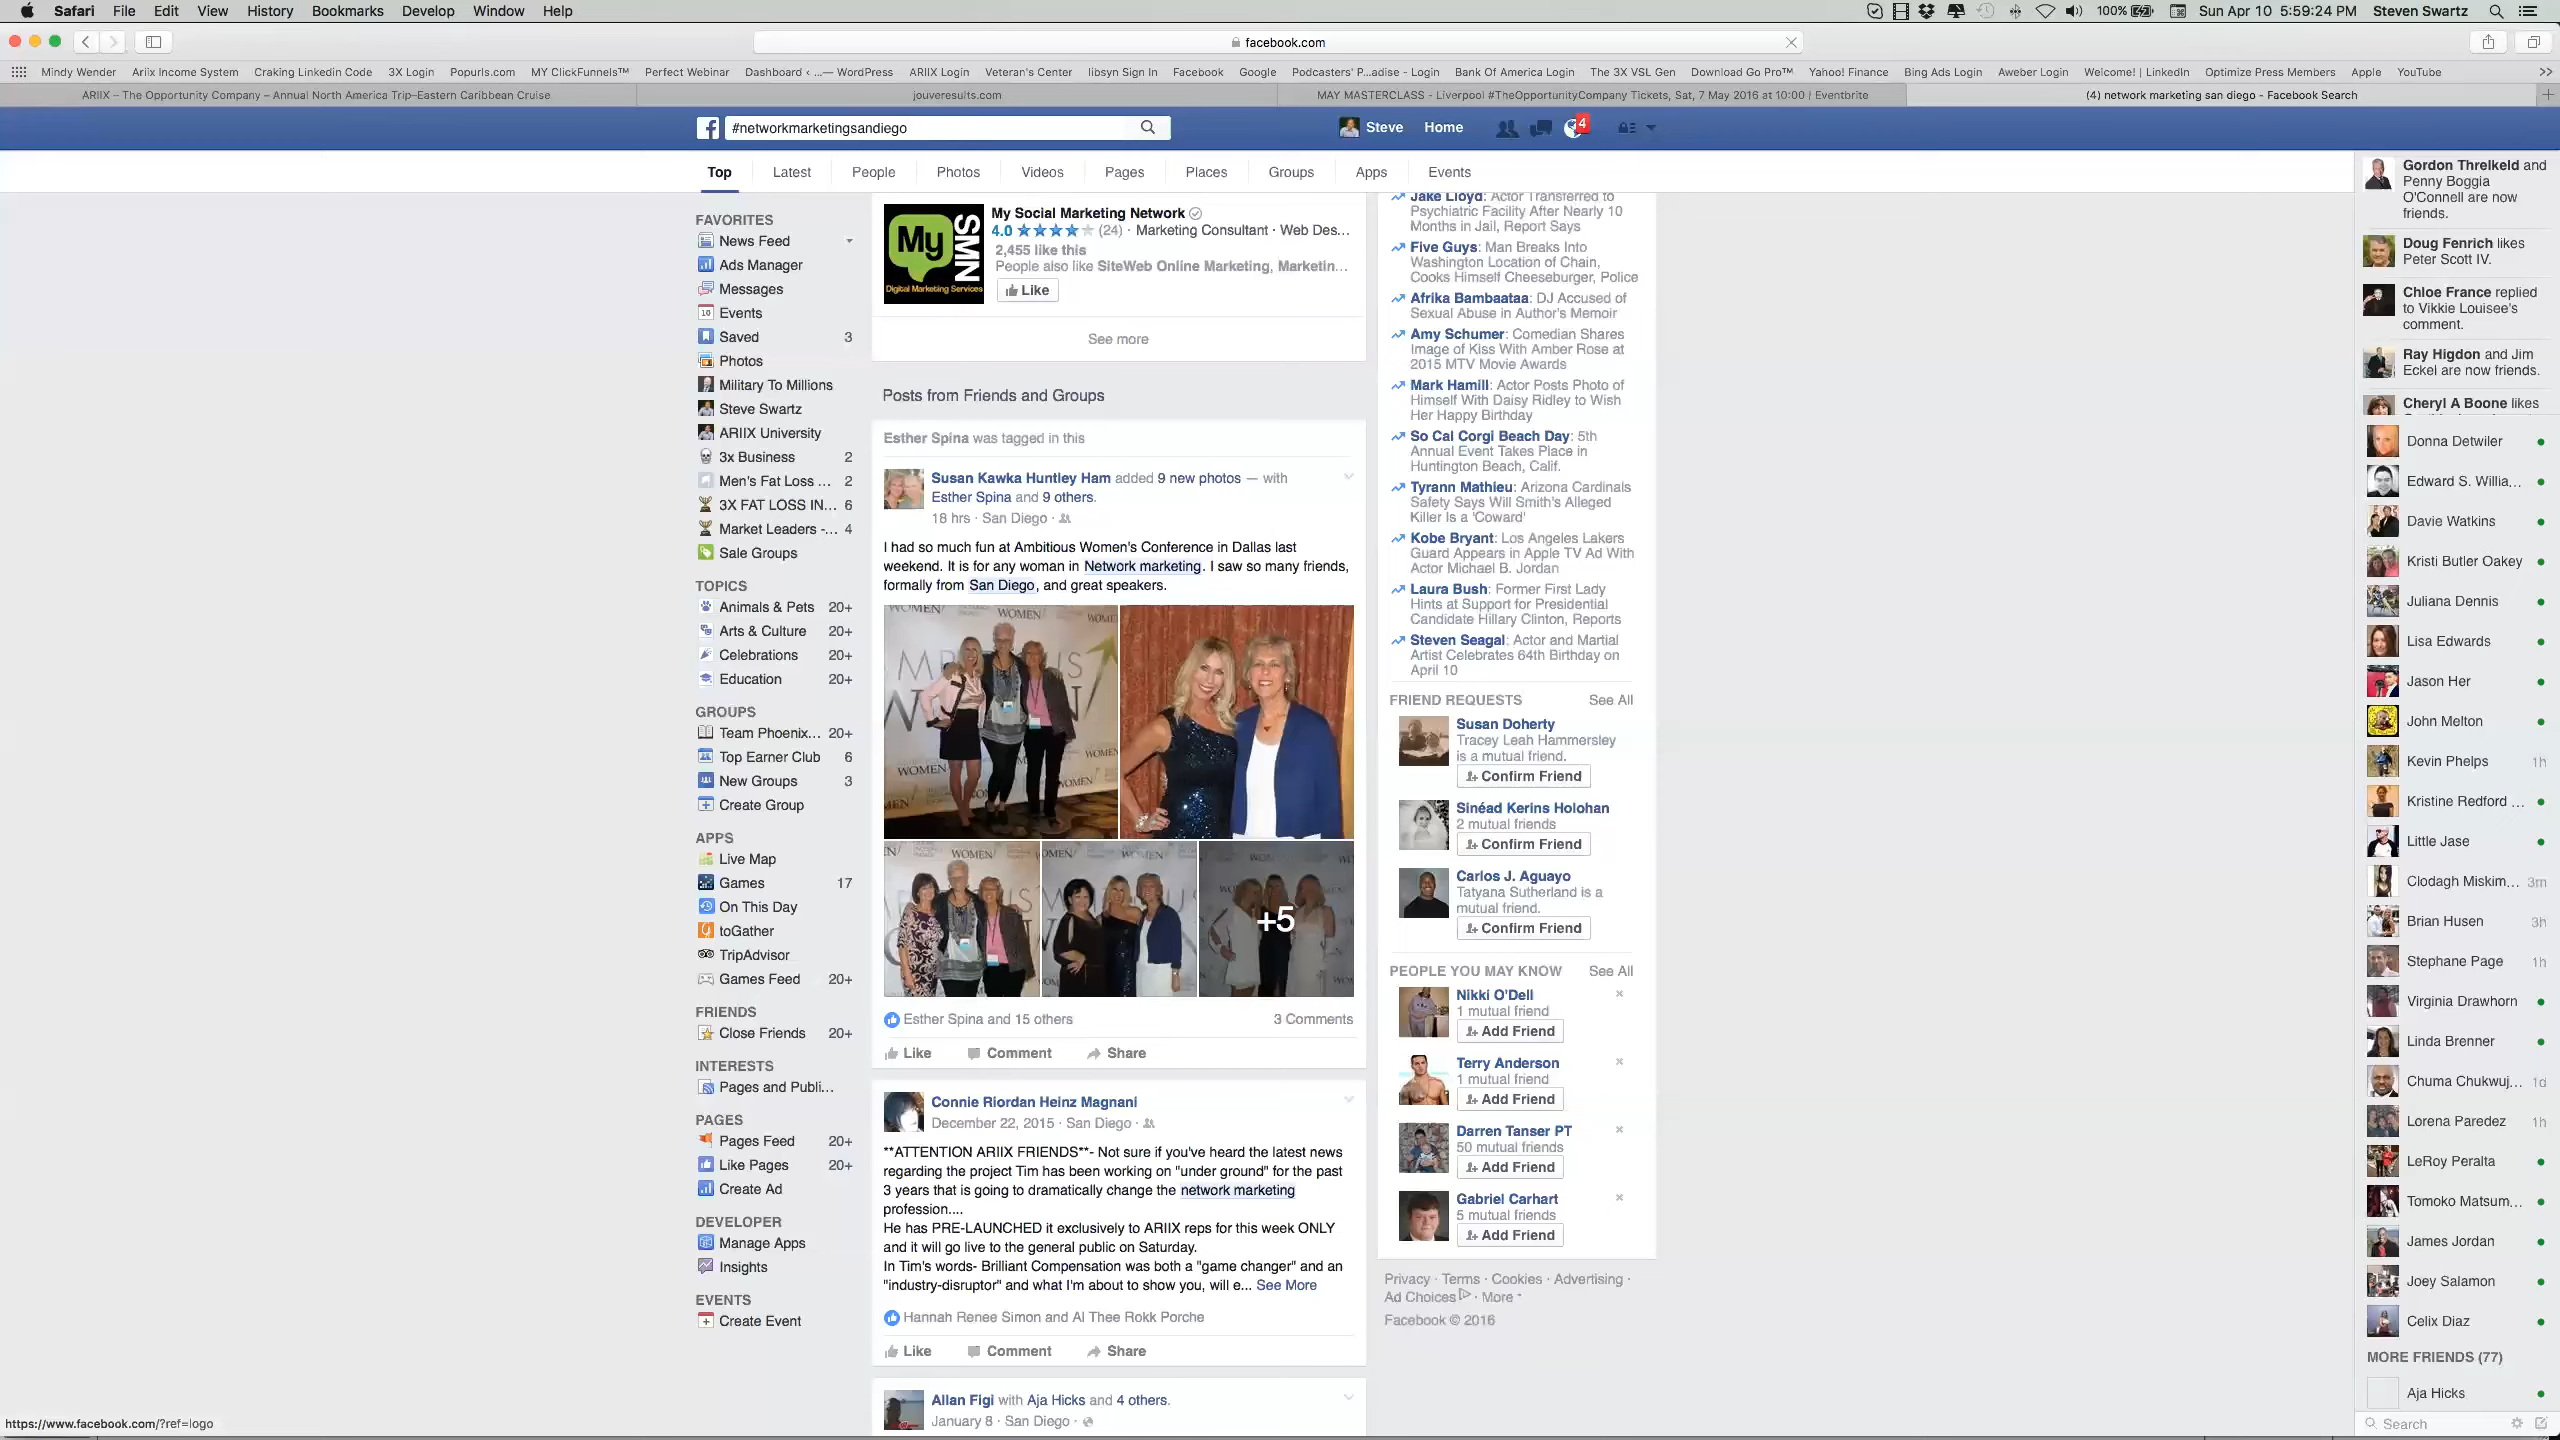 Safari File Edit View History Bookmarks Develop Window Help
100% Sun Apr 10 5:59:24 PM Steven Swartz
facebook.com
Mindy Wender Ariix Income System Craking Linkedin Code 3X Login Popurls.com MY ClickFunnels™ Perfect Webinar Dashboard ‹ ...— WordPress ARIIX Login Veteran's Center libsyn Sign In Facebook Google Podcasters' P...adise - Login Bank Of America Login The 3X VSL Gen Download Go Pro™ Yahoo! Finance Bing Ads Login Aweber Login Welcome! | LinkedIn Optimize Press Members Apple YouTube
ARIIX – The Opportunity Company – Annual North America Trip–Eastern Caribbean Cruise
jouveresults.com
MAY MASTERCLASS - Liverpool #TheOpportunityCompany Tickets, Sat, 7 May 2016 at 10:00 | Eventbrite
(4) network marketing san diego - Facebook Search
#networkmarketingsandiego
Steve Home 4
Top Latest People Photos Videos Pages Places Groups Apps Events
FAVORITES
News Feed
Ads Manager
Messages
10 Events
Saved 3
Photos
Military To Millions
Steve Swartz
ARIIX University
3x Business 2
Men's Fat Loss ... 2
3X FAT LOSS IN... 6
Market Leaders -... 4
Sale Groups
TOPICS
Animals & Pets 20+
Arts & Culture 20+
Celebrations 20+
Education 20+
GROUPS
Team Phoenix... 20+
Top Earner Club 6
New Groups 3
Create Group
APPS
Live Map
Games 17
On This Day
toGather
TripAdvisor
Games Feed 20+
FRIENDS
Close Friends 20+
INTERESTS
Pages and Publi...
PAGES
Pages Feed 20+
Like Pages 20+
Create Ad
DEVELOPER
Manage Apps
Insights
EVENTS
Create Event
https://www.facebook.com/?ref=logo
My SMN
Digital Marketing Services
My Social Marketing Network
4.0 (24) · Marketing Consultant · Web Des...
2,455 like this
People also like SiteWeb Online Marketing, Marketin...
Like
See more
Posts from Friends and Groups
Esther Spina was tagged in this
Susan Kawka Huntley Ham added 9 new photos — with
Esther Spina and 9 others.
18 hrs · San Diego ·
I had so much fun at Ambitious Women's Conference in Dallas last
weekend. It is for any woman in Network marketing. I saw so many friends,
formally from San Diego, and great speakers.
WOMEN
WOMEN
WOMEN
WOMEN
WOMEN
WOMEN
+5
Esther Spina and 15 others 3 Comments
Like Comment Share
Connie Riordan Heinz Magnani
December 22, 2015 · San Diego ·
**ATTENTION ARIIX FRIENDS**- Not sure if you've heard the latest news
regarding the project Tim has been working on "under ground" for the past
3 years that is going to dramatically change the network marketing
profession....
He has PRE-LAUNCHED it exclusively to ARIIX reps for this week ONLY
and it will go live to the general public on Saturday.
In Tim's words- Brilliant Compensation was both a "game changer" and an
"industry-disruptor" and what I'm about to show you, will e... See More
Hannah Renee Simon and Al Thee Rokk Porche
Like Comment Share
Allan Figi with Aja Hicks and 4 others.
January 8 · San Diego ·
Jake Lloyd: Actor Transferred to
Psychiatric Facility After Nearly 10
Months in Jail, Report Says
Five Guys: Man Breaks Into
Washington Location of Chain,
Cooks Himself Cheeseburger, Police
Afrika Bambaataa: DJ Accused of
Sexual Abuse in Author's Memoir
Amy Schumer: Comedian Shares
Image of Kiss With Amber Rose at
2015 MTV Movie Awards
Mark Hamill: Actor Posts Photo of
Himself With Daisy Ridley to Wish
Her Happy Birthday
So Cal Corgi Beach Day: 5th
Annual Event Takes Place in
Huntington Beach, Calif.
Tyrann Mathieu: Arizona Cardinals
Safety Says Will Smith's Alleged
Killer Is a 'Coward'
Kobe Bryant: Los Angeles Lakers
Guard Appears in Apple TV Ad With
Actor Michael B. Jordan
Laura Bush: Former First Lady
Hints at Support for Presidential
Candidate Hillary Clinton, Reports
Steven Seagal: Actor and Martial
Artist Celebrates 64th Birthday on
April 10
FRIEND REQUESTS See All
Susan Doherty
Tracey Leah Hammersley
is a mutual friend.
Confirm Friend
Sinéad Kerins Holohan
2 mutual friends
Confirm Friend
Carlos J. Aguayo
Tatyana Sutherland is a
mutual friend.
Confirm Friend
PEOPLE YOU MAY KNOW See All
Nikki O'Dell
1 mutual friend
Add Friend
Terry Anderson
1 mutual friend
Add Friend
Darren Tanser PT
50 mutual friends
Add Friend
Gabriel Carhart
5 mutual friends
Add Friend
Privacy · Terms · Cookies · Advertising ·
Ad Choices · More
Facebook © 2016
Gordon Threlkeld and
Penny Boggia
O'Connell are now
friends.
Doug Fenrich likes
Peter Scott IV.
Chloe France replied
to Vikkie Louisee's
comment.
Ray Higdon and Jim
Eckel are now friends.
Cheryl A Boone likes
Donna Detwiler
Edward S. Willia...
Davie Watkins
Kristi Butler Oakey
Juliana Dennis
Lisa Edwards
Jason Her
John Melton
Kevin Phelps 1h
Kristine Redford ...
Little Jase
Clodagh Miskim... 3m
Brian Husen 3h
Stephane Page 1h
Virginia Drawhorn
Linda Brenner
Chuma Chukwuj... 1d
Lorena Paredez 1h
LeRoy Peralta
Tomoko Matsum...
James Jordan
Joey Salamon
Celix Diaz
MORE FRIENDS (77)
Aja Hicks
Search